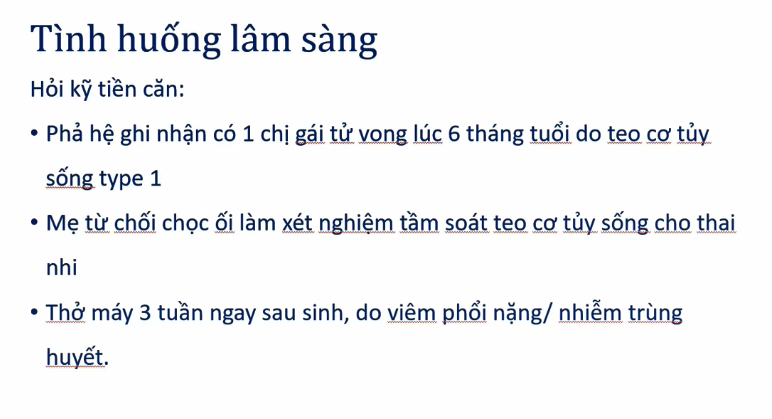 Tình huống lâm sàng
Hỏi kỹ tiền căn:
• Phả hệ ghi nhận có 1 chị gái tử vong lúc 6 tháng tuổi do teo cơ tủy
sống type 1
• Mẹ từ chối chọc ối làm xét nghiệm tầm soát teo cơ tủy sống cho thai
nhi
• Thở máy 3 tuần ngay sau sinh, do viêm phổi nặng/ nhiễm trùng
huyết.